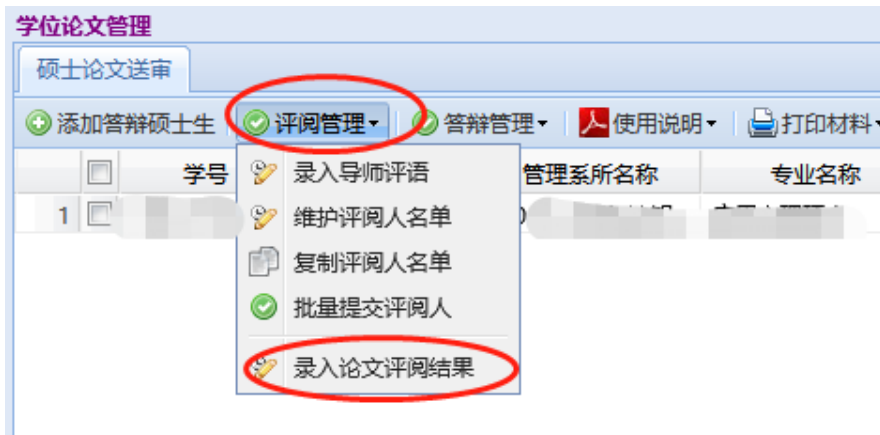 学位论文管理
硕士论文送审
添加答辩硕士生 评阅管理 答辩管理 使用说明 打印材料
学号 管理系所名称 专业名称
1
录入导师评语
维护评阅人名单
复制评阅人名单
批量提交评阅人
录入论文评阅结果